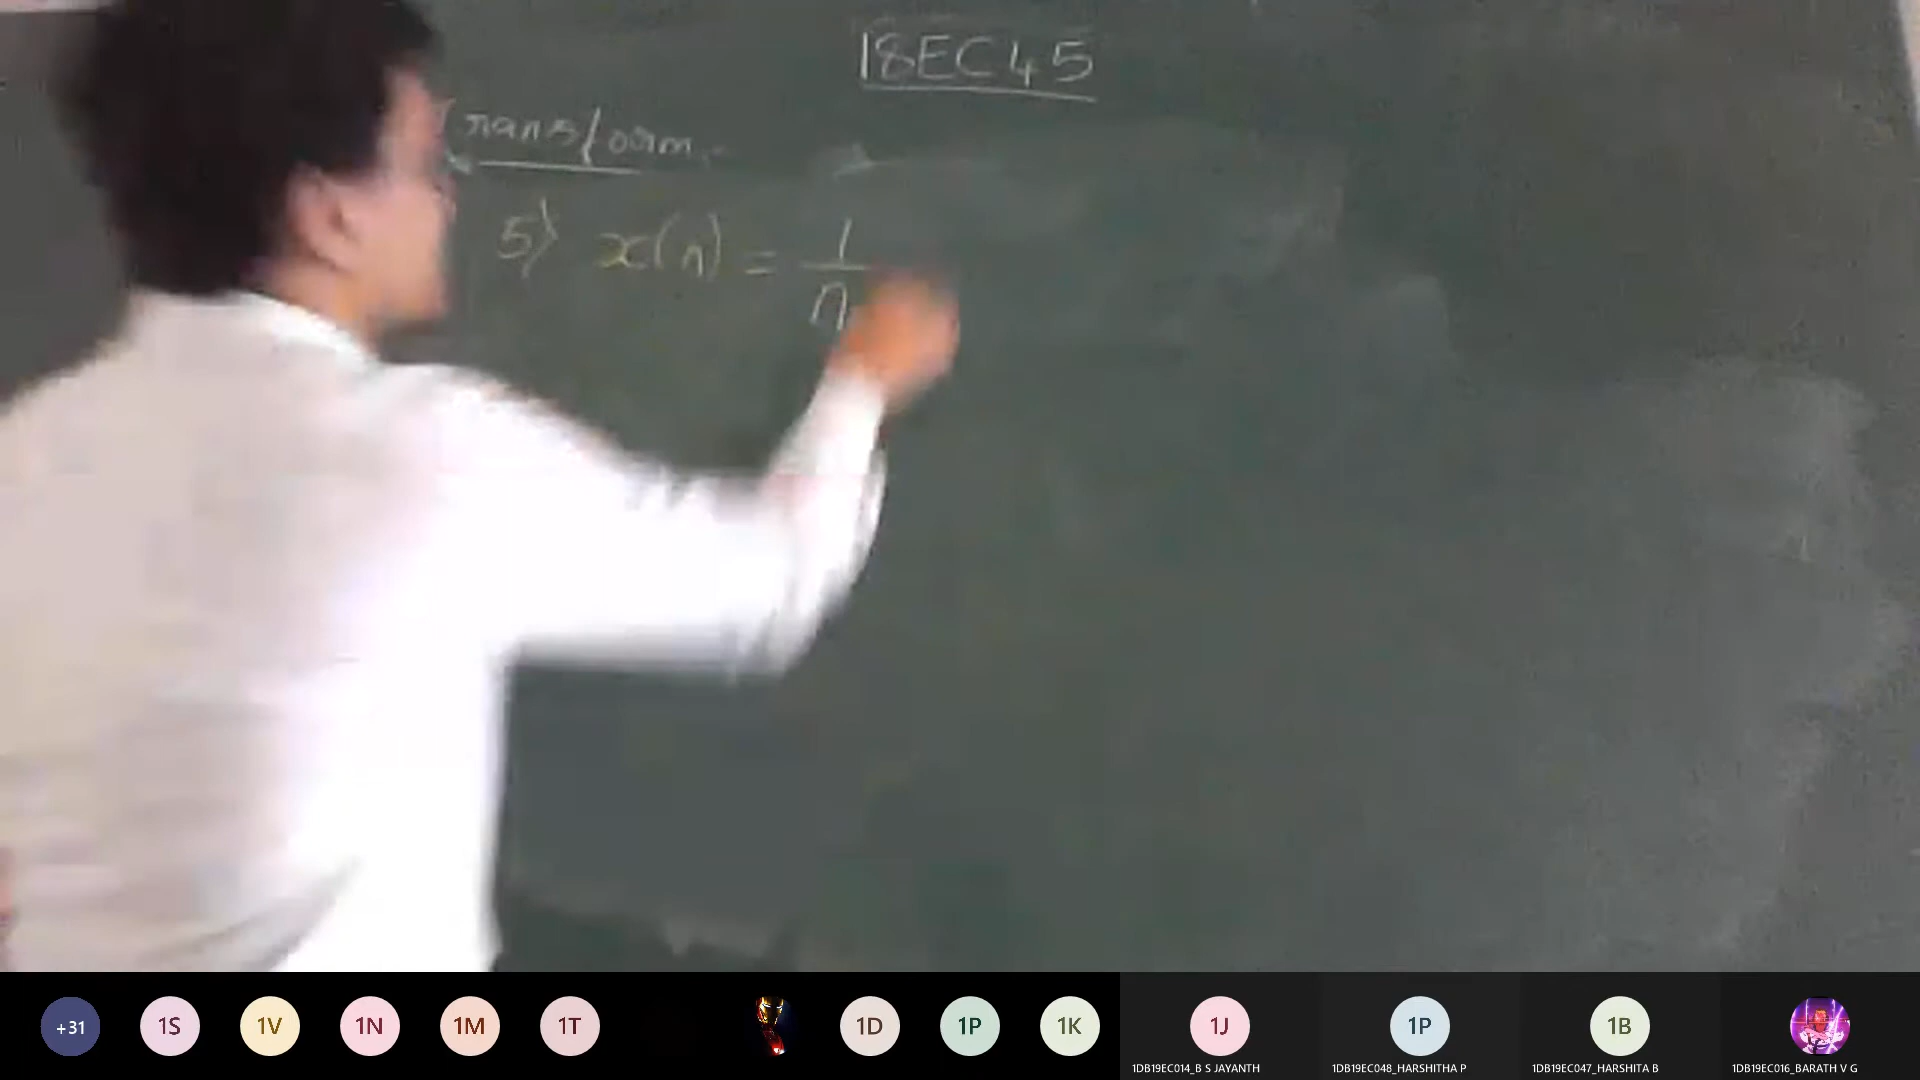 18EC45
Transform
5) x(n) = 1/n
+31 1S 1V 1N 1M 1T 1D 1P 1K 1J 1P 1B
1DB19EC014_B S JAYANTH 1DB19EC048_HARSHITHA P 1DB19EC047_HARSHITA B 1DB19EC016_BARATH V G